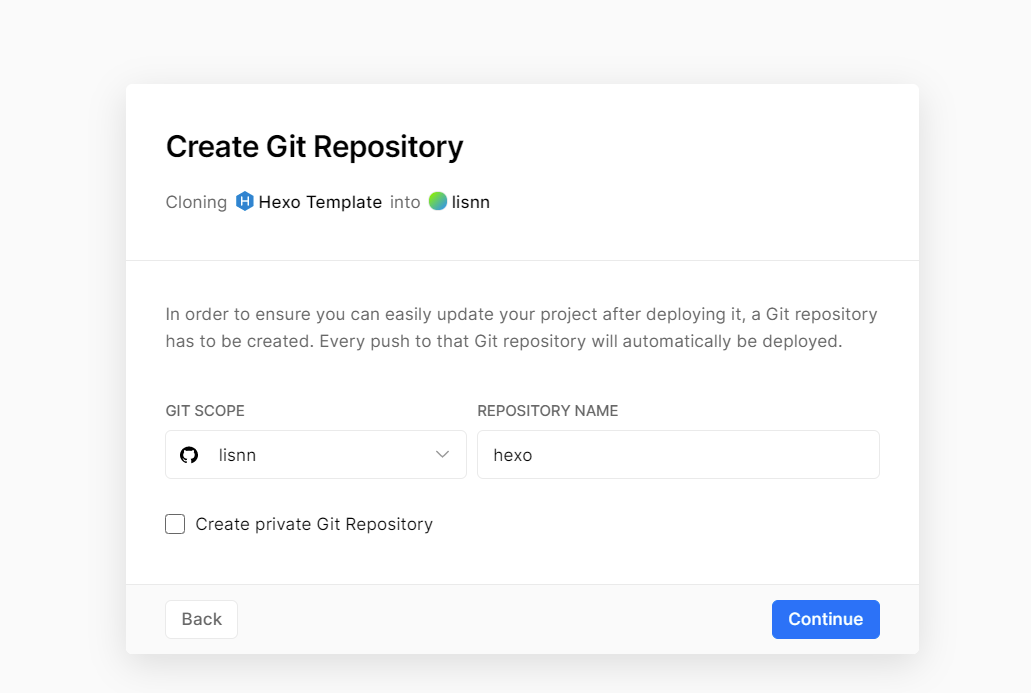 Create Git Repository
Cloning Hexo Template into lisnn
In order to ensure you can easily update your project after deploying it, a Git repository
has to be created. Every push to that Git repository will automatically be deployed.
GIT SCOPE
REPOSITORY NAME
lisnn
hexo
Create private Git Repository
Back
Continue